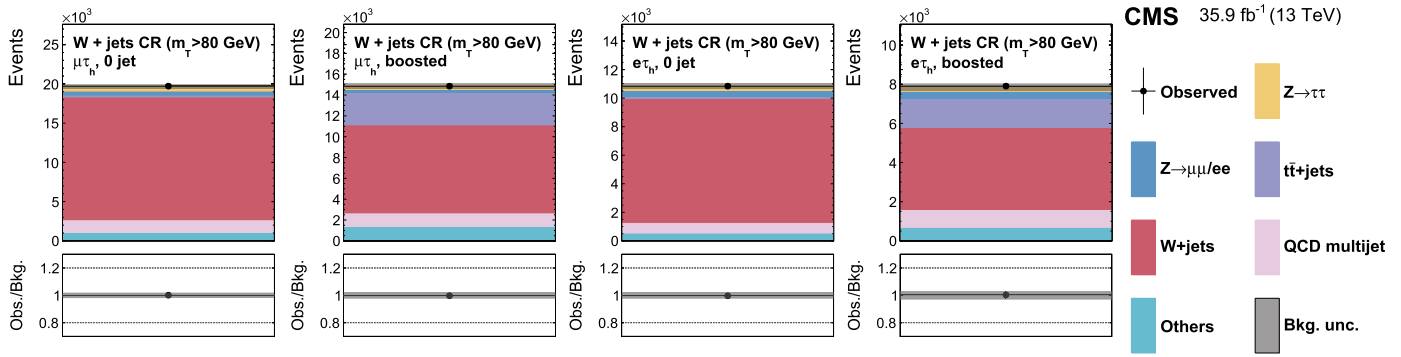 ×10³
Events
W + jets CR (m_T>80 GeV)
μτ_h, 0 jet
25
20
15
10
5
0
Obs./Bkg.
1.2
1
0.8
×10³
Events
W + jets CR (m_T>80 GeV)
μτ_h, boosted
20
18
16
14
12
10
8
6
4
2
0
Obs./Bkg.
1.2
1
0.8
×10³
Events
W + jets CR (m_T>80 GeV)
eτ_h, 0 jet
14
12
10
8
6
4
2
0
Obs./Bkg.
1.2
1
0.8
×10³
Events
W + jets CR (m_T>80 GeV)
eτ_h, boosted
10
8
6
4
2
0
Obs./Bkg.
1.2
1
0.8
CMS 35.9 fb⁻¹ (13 TeV)
Observed
Z→ττ
Z→μμ/ee
tt̄+jets
W+jets
QCD multijet
Others
Bkg. unc.